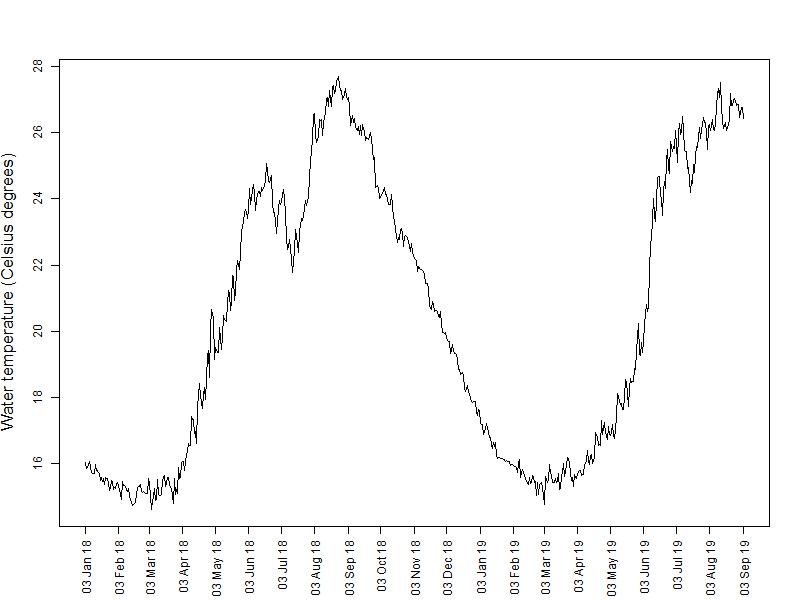 Water temperature (Celsius degrees)
28
26
24
22
20
18
16
03 Jan 18
03 Feb 18
03 Mar 18
03 Apr 18
03 May 18
03 Jun 18
03 Jul 18
03 Aug 18
03 Sep 18
03 Oct 18
03 Nov 18
03 Dec 18
03 Jan 19
03 Feb 19
03 Mar 19
03 Apr 19
03 May 19
03 Jun 19
03 Jul 19
03 Aug 19
03 Sep 19